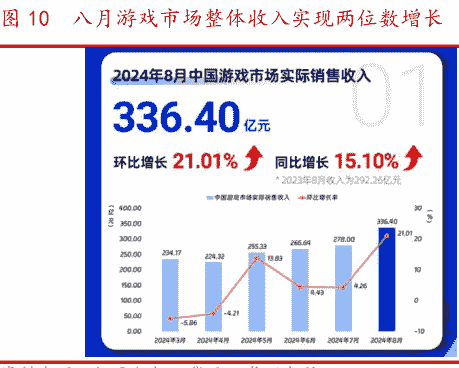 图 10 八月游戏市场整体收入实现两位数增长
01
2024年8月中国游戏市场实际销售收入
336.40 亿元
环比增长 21.01% 同比增长 15.10%
* 2023年8月收入为292.26亿元
中国游戏市场实际销售收入 环比增长率
(亿元) (%)
400.00 350.00 300.00 250.00 200.00 150.00 100.00 50.00 0.00
30 20 10 0 -10
234.17 224.32 255.33 266.64 278.00 336.40
-5.86 -4.21 13.83 4.43 4.26 21.01
2024年3月 2024年4月 2024年5月 2024年6月 2024年7月 2024年8月